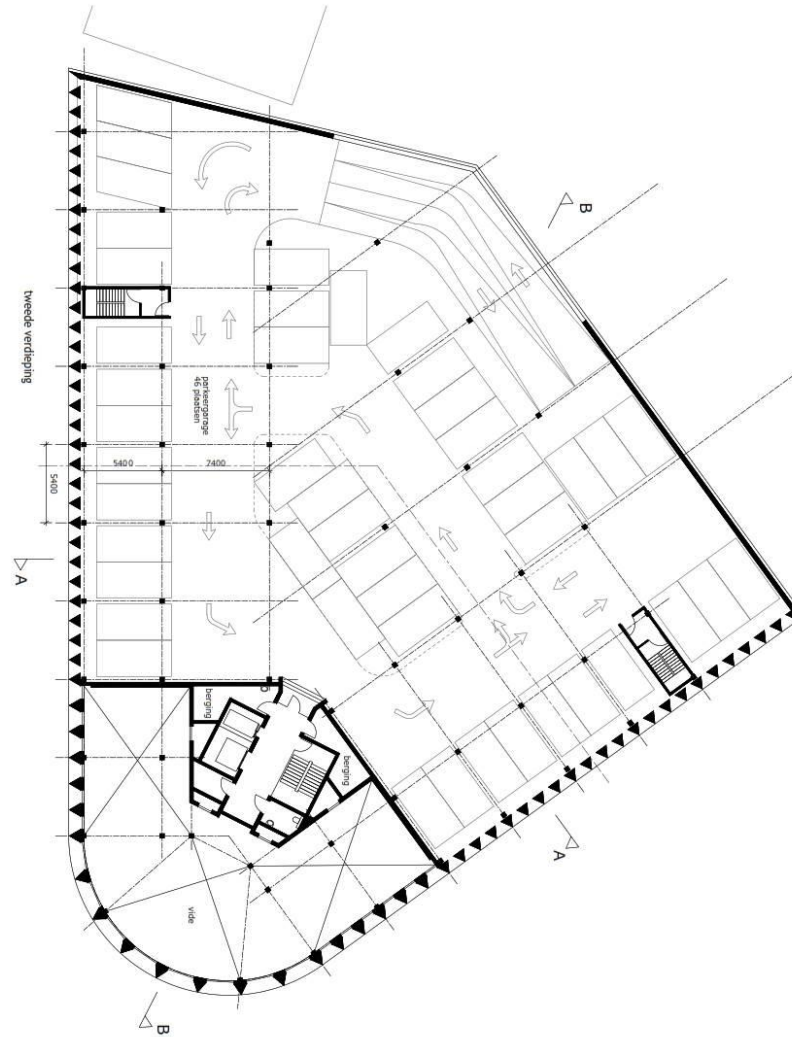 tweede verdieping
parkeergarage
46 plaatsen
5400
7400
5400
B
A
A
B
berging
berging
vide